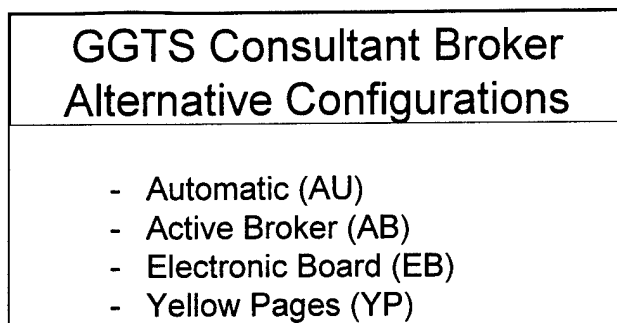 GGTS Consultant Broker
Alternative Configurations
- Automatic (AU)
- Active Broker (AB)
- Electronic Board (EB)
- Yellow Pages (YP)